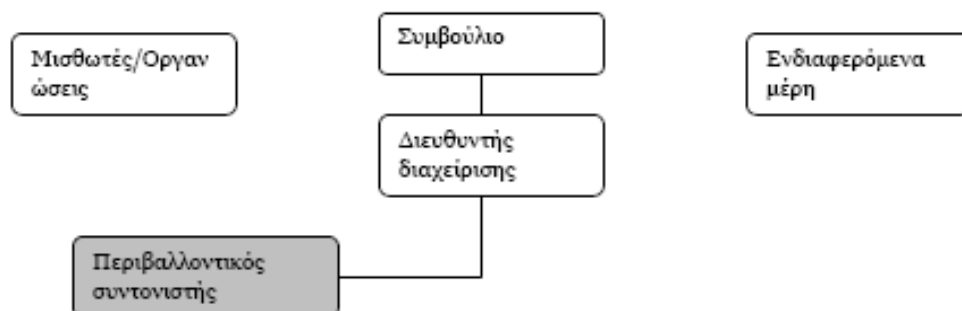 Μισθωτές/Οργαν
ώσεις
Συμβούλιο
Ενδιαφερόμενα
μέρη
Διευθυντής
διαχείρισης
Περιβαλλοντικός
συντονιστής